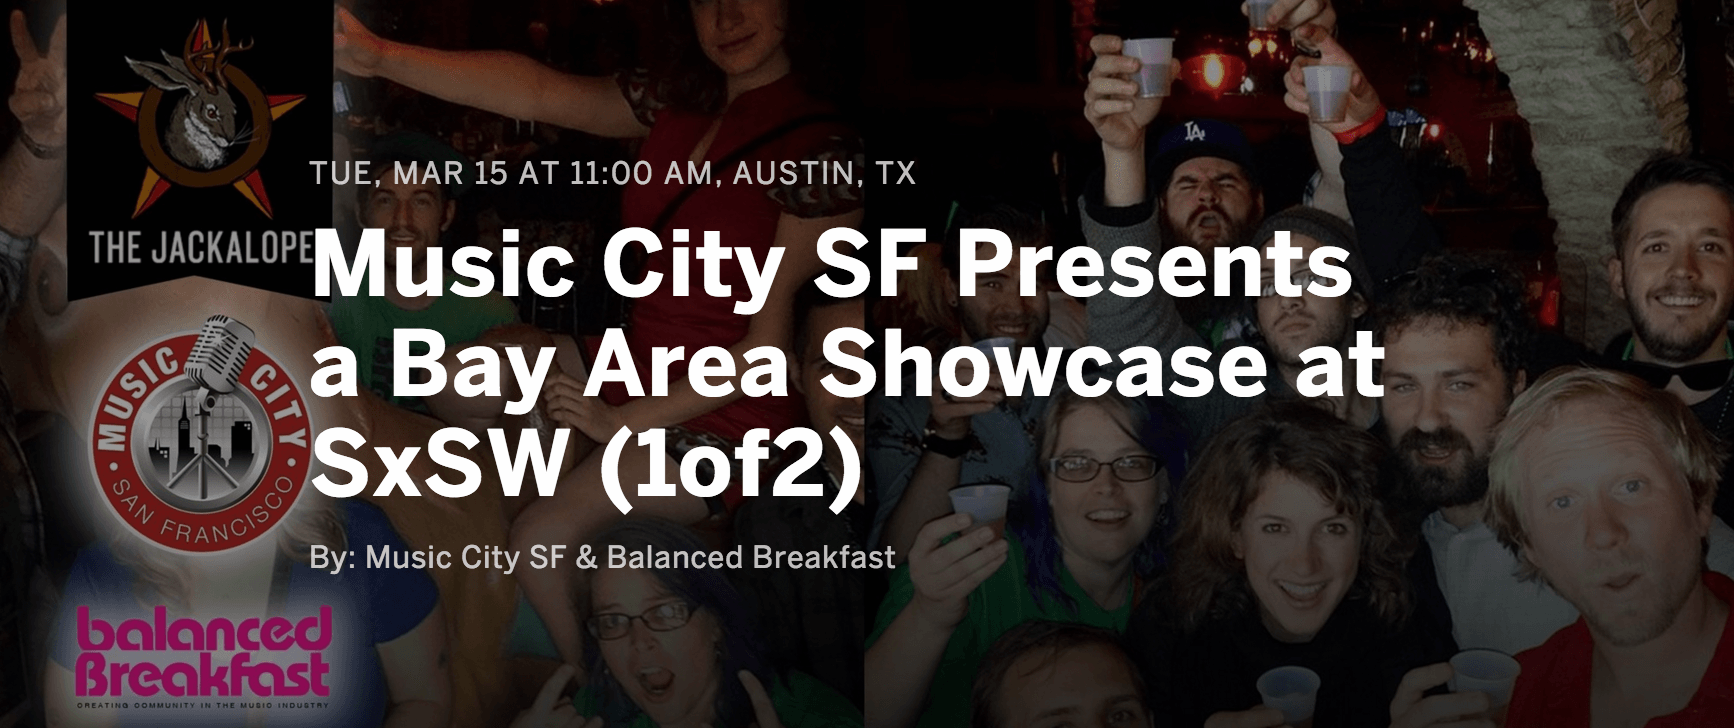 TUE, MAR 15 AT 11:00 AM, AUSTIN, TX
THE JACKALOPE
Music City SF Presents
a Bay Area Showcase at
SxSW (1of2)
MUSIC CITY
SAN FRANCISCO
By: Music City SF & Balanced Breakfast
balanced
Breakfast
CREATING COMMUNITY IN THE MUSIC INDUSTRY
LA